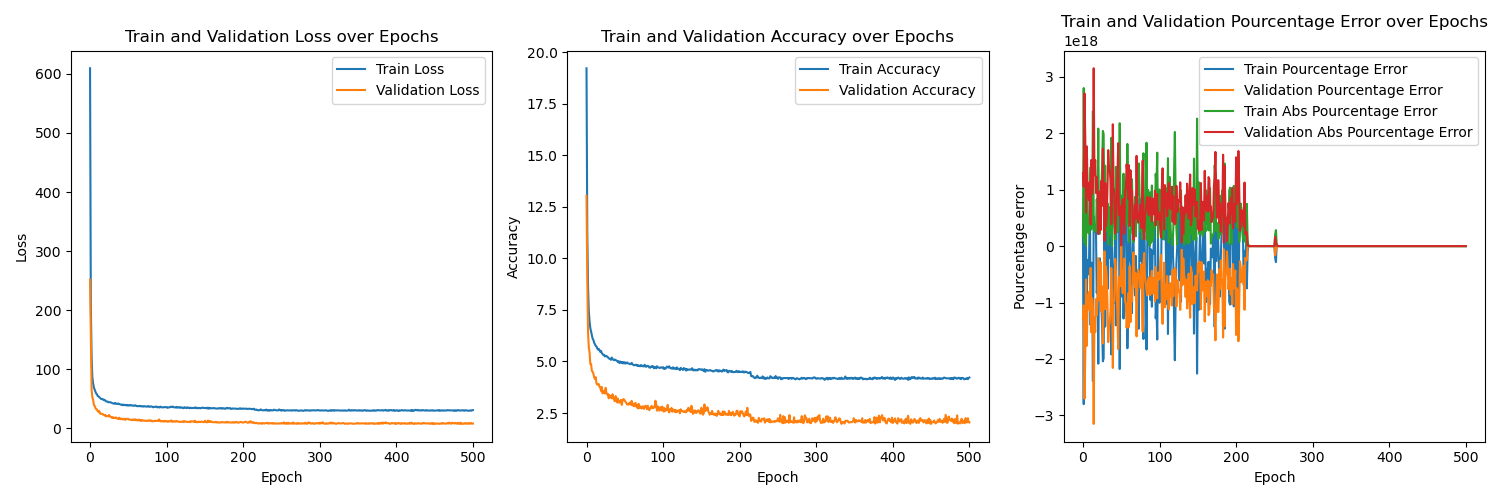 Train and Validation Loss over Epochs
Train Loss
Validation Loss
600
500
400
300
200
100
0
Loss
0 100 200 300 400 500
Epoch
Train and Validation Accuracy over Epochs
Train Accuracy
Validation Accuracy
20.0
17.5
15.0
12.5
10.0
7.5
5.0
2.5
Accuracy
0 100 200 300 400 500
Epoch
Train and Validation Pourcentage Error over Epochs
1e18
Train Pourcentage Error
Validation Pourcentage Error
Train Abs Pourcentage Error
Validation Abs Pourcentage Error
3
2
1
0
−1
−2
−3
Pourcentage error
0 100 200 300 400 500
Epoch